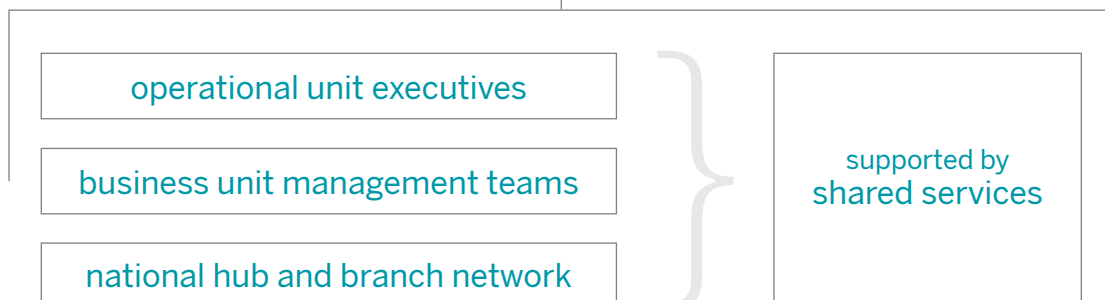 operational unit executives
business unit management teams
national hub and branch network
supported by
shared services